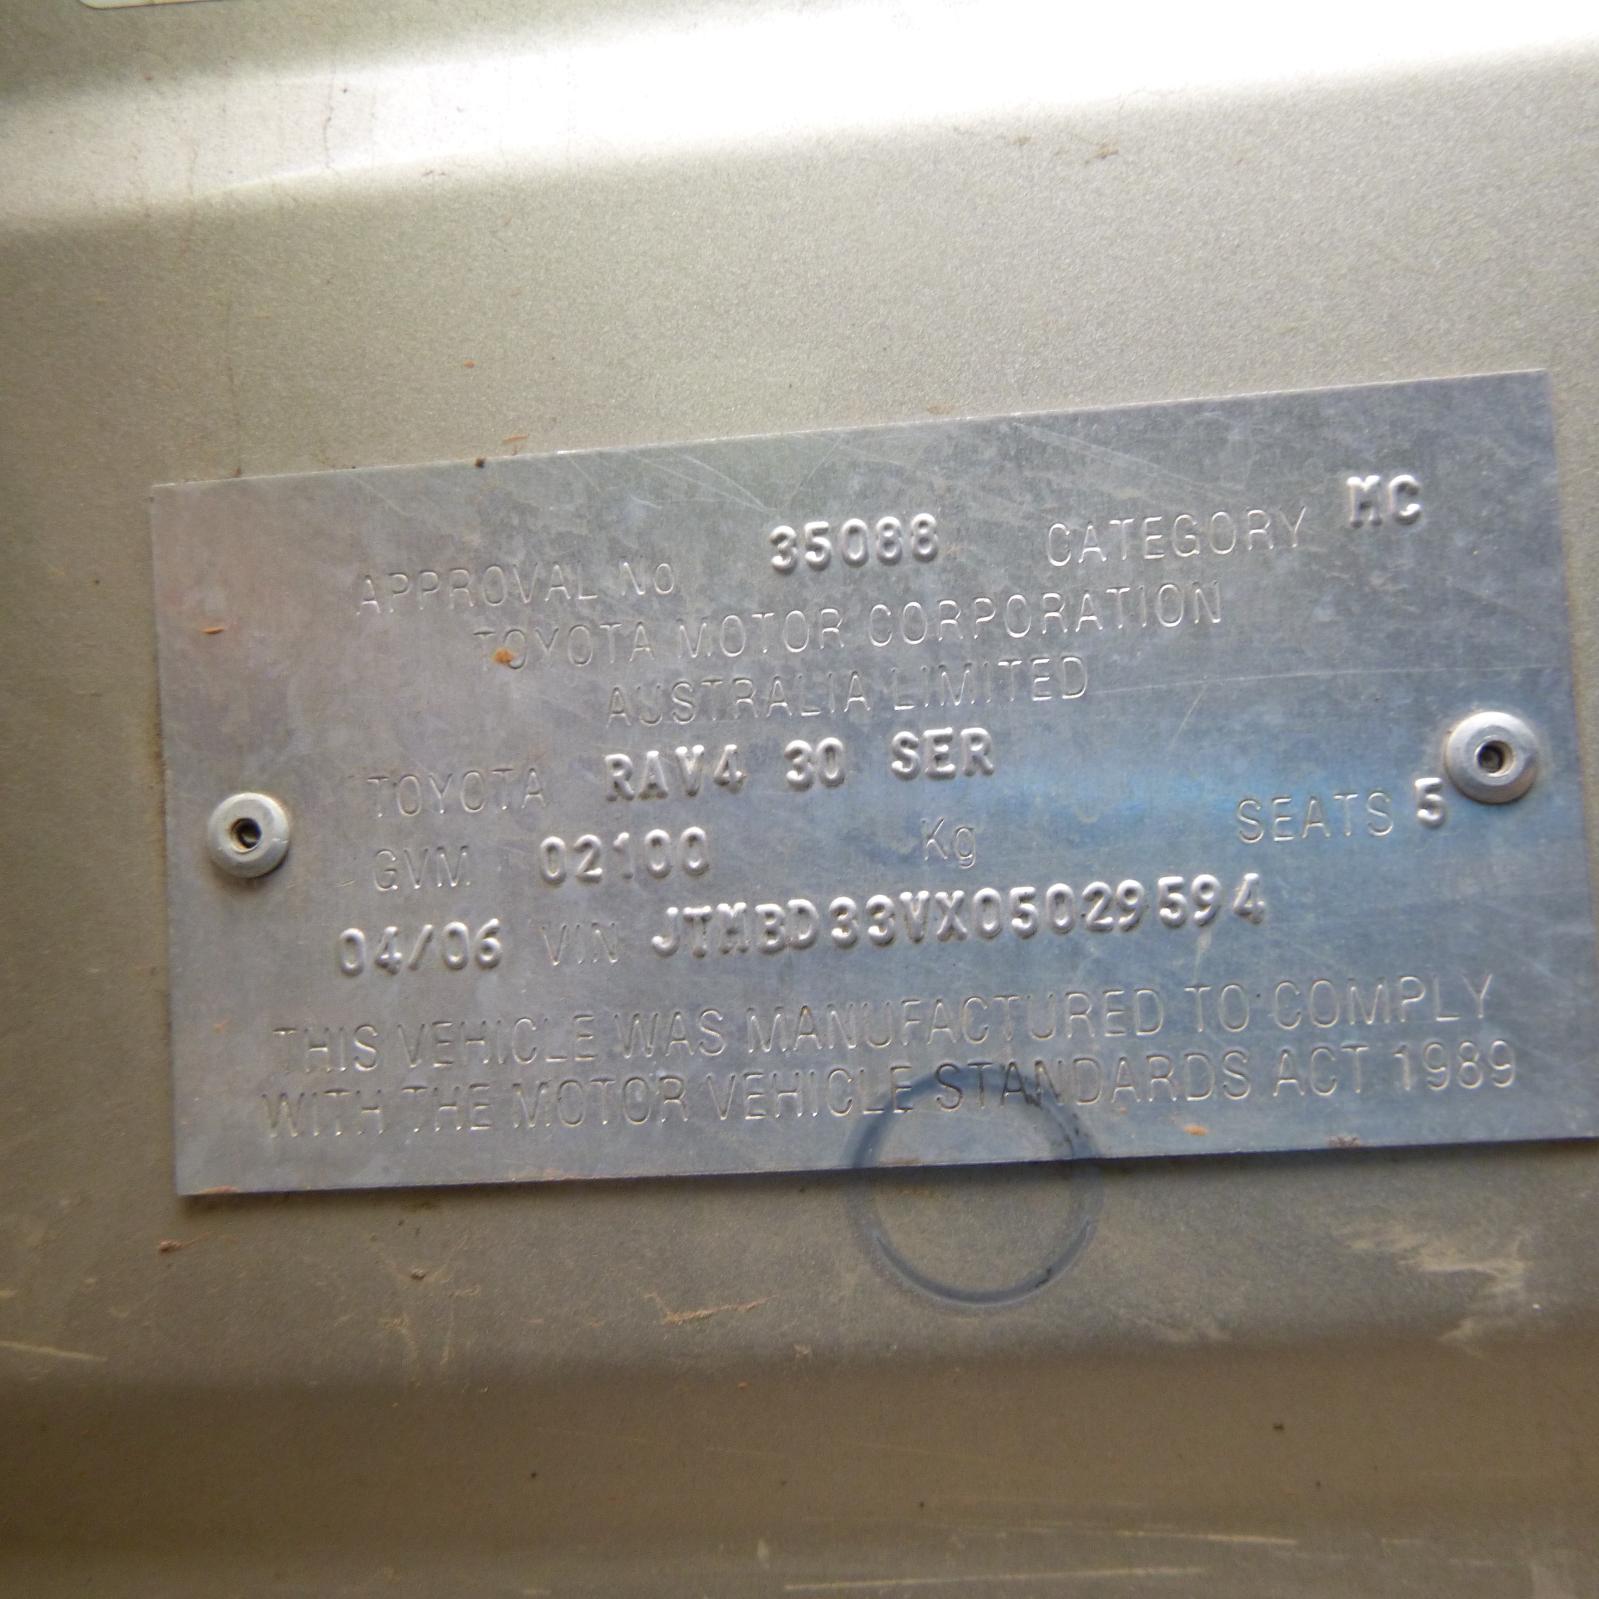 APPROVAL No 35088 CATEGORY MC
TOYOTA MOTOR CORPORATION
AUSTRALIA LIMITED
TOYOTA RAV4 30 SER
GVM 02100 Kg SEATS 5
04/06 VIN JTMBD33VX05029594
THIS VEHICLE WAS MANUFACTURED TO COMPLY
WITH THE MOTOR VEHICLE STANDARDS ACT 1989